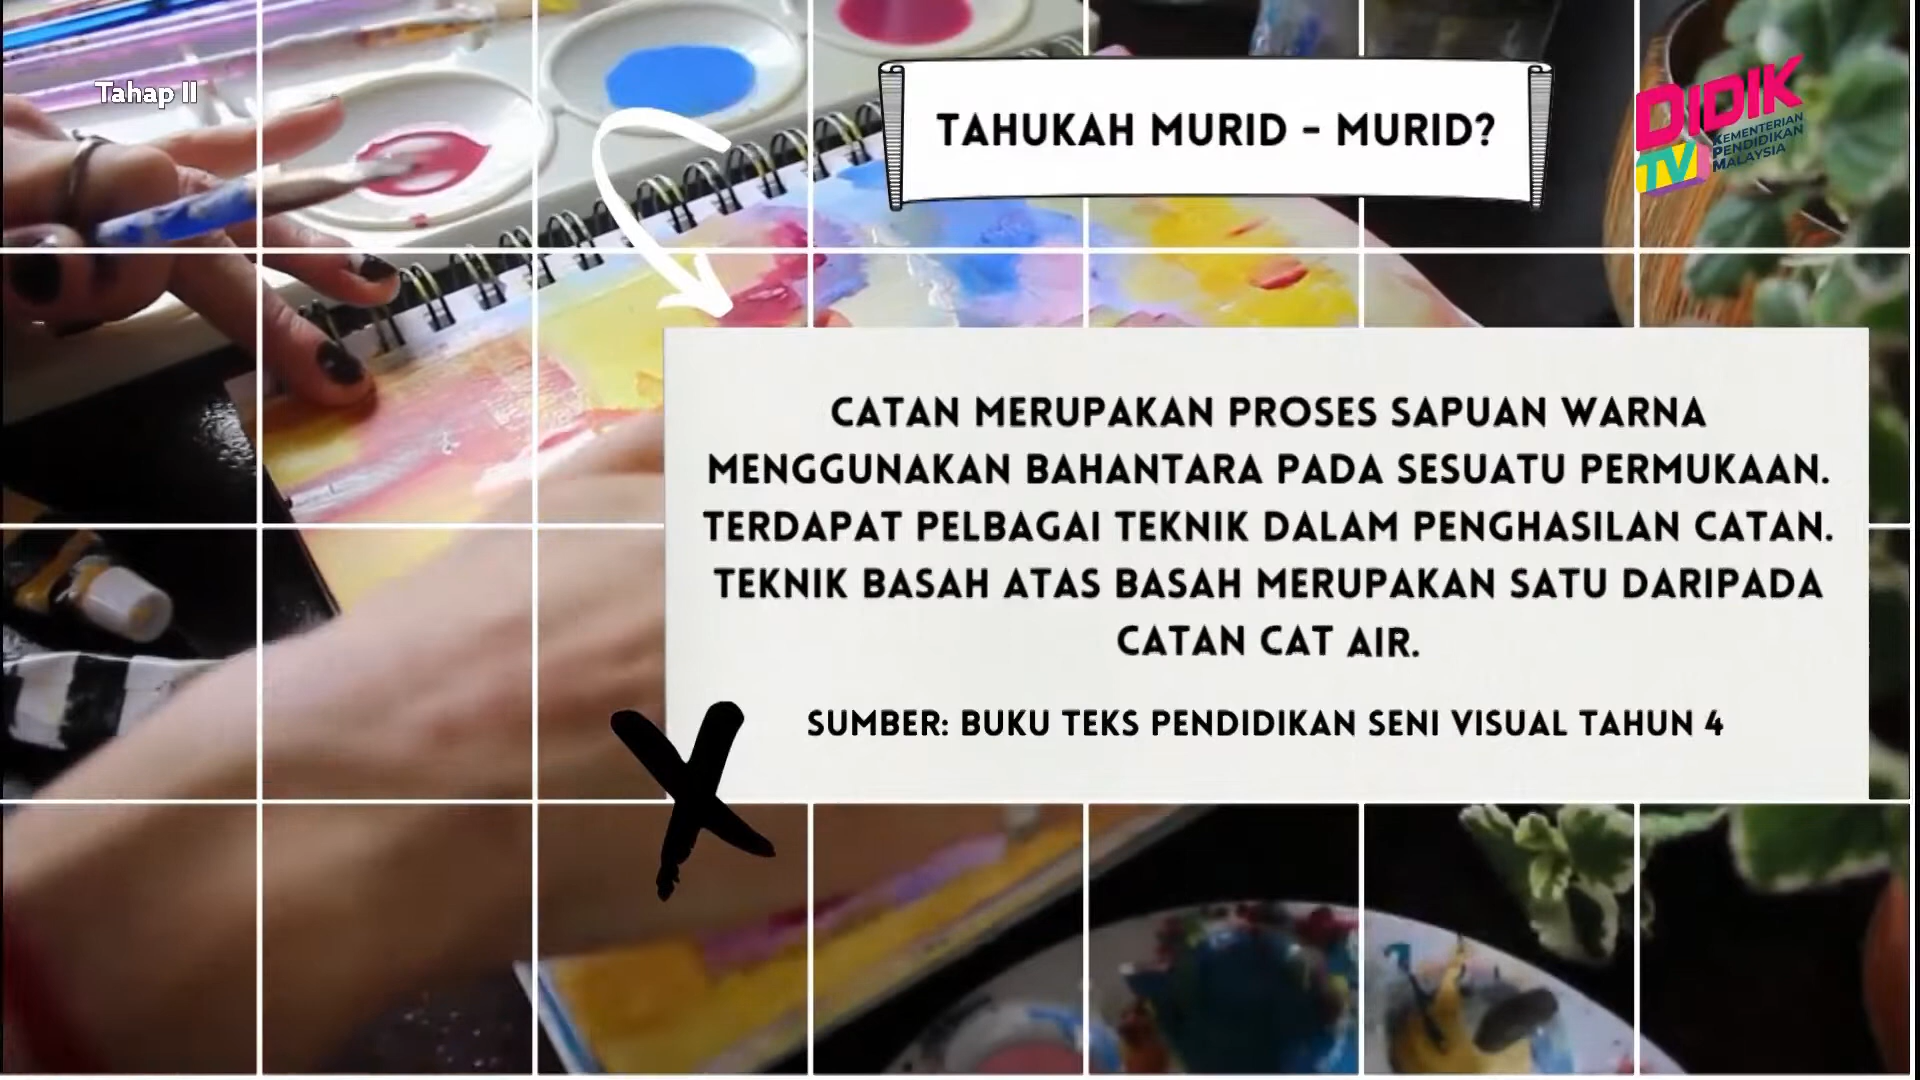 Tahap II
TAHUKAH MURID - MURID?
DIDIK
TV
KEMENTERIAN
PENDIDIKAN
MALAYSIA
CATAN MERUPAKAN PROSES SAPUAN WARNA
MENGGUNAKAN BAHANTARA PADA SESUATU PERMUKAAN.
TERDAPAT PELBAGAI TEKNIK DALAM PENGHASILAN CATAN.
TEKNIK BASAH ATAS BASAH MERUPAKAN SATU DARIPADA
CATAN CAT AIR.
SUMBER: BUKU TEKS PENDIDIKAN SENI VISUAL TAHUN 4